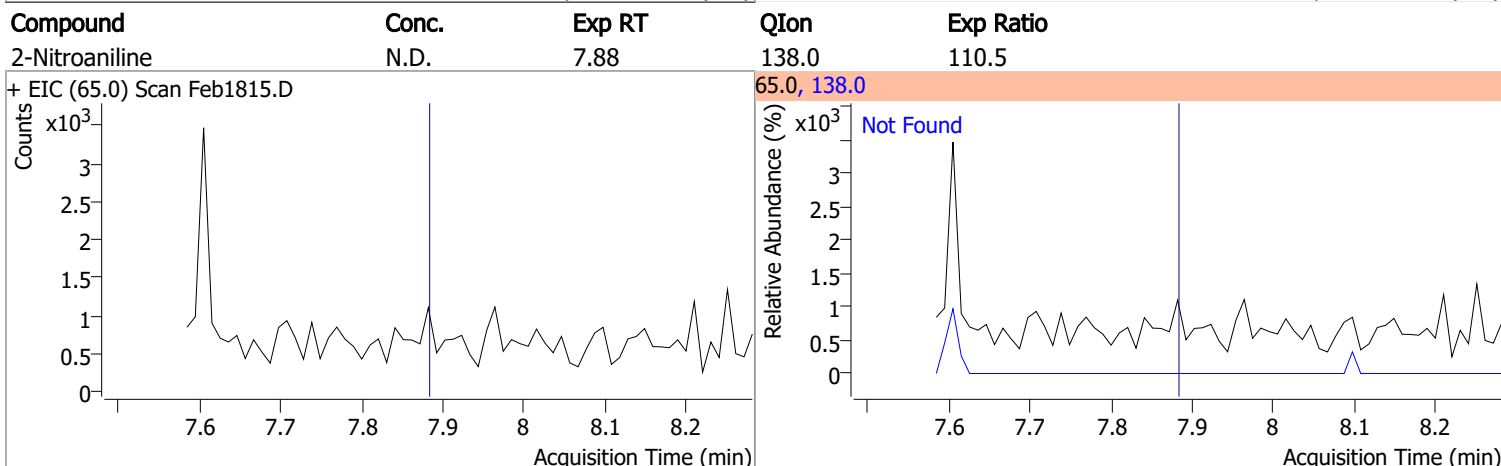 Compound Conc. Exp RT QIon Exp Ratio
2-Nitroaniline N.D. 7.88 138.0 110.5
+ EIC (65.0) Scan Feb1815.D
Counts
x10³
3
2.5
2
1.5
1
0.5
0
7.6 7.7 7.8 7.9 8 8.1 8.2
Acquisition Time (min)
65.0, 138.0
Relative Abundance (%)
x10³
Not Found
3
2.5
2
1.5
1
0.5
0
7.6 7.7 7.8 7.9 8 8.1 8.2
Acquisition Time (min)